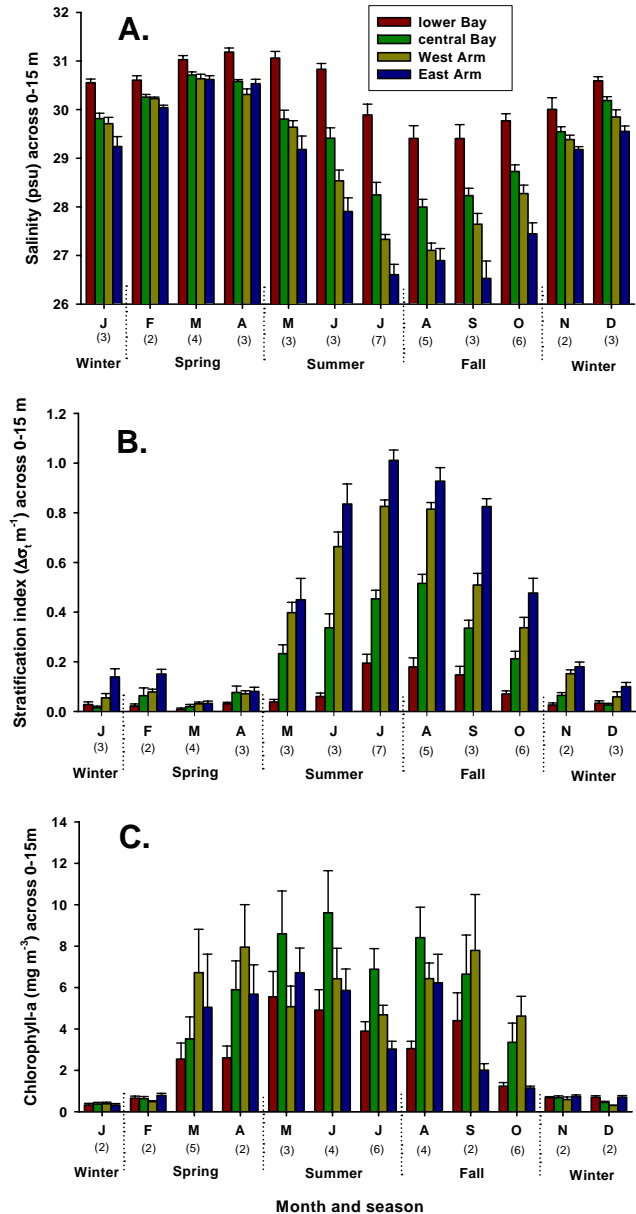 A.
lower Bay
central Bay
West Arm
East Arm
Salinity (psu) across 0-15 m
32
31
30
29
28
27
26
J F M A M J J A S O N D
(3) (2) (4) (3) (3) (3) (7) (5) (3) (6) (2) (3)
Winter Spring Summer Fall Winter
B.
Stratification index (Δσt m-1) across 0-15 m
1.2
1.0
0.8
0.6
0.4
0.2
0.0
J F M A M J J A S O N D
(3) (2) (4) (3) (3) (3) (7) (5) (3) (6) (2) (3)
Winter Spring Summer Fall Winter
C.
Chlorophyll-a (mg m-3) across 0-15m
14
12
10
8
6
4
2
0
J F M A M J J A S O N D
(2) (2) (5) (2) (3) (4) (6) (4) (2) (6) (2) (2)
Winter Spring Summer Fall Winter
Month and season